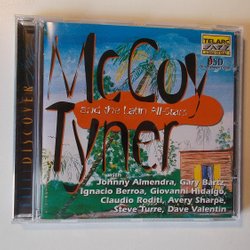 TELARC
JAZZ
DSD
McCoy
and the Latin All-Stars
Tyner
with
Johnny Almendra, Gary Bartz,
Ignacio Berroa, Giovanni Hidalgo,
Claudio Roditi, Avery Sharpe,
Steve Turre, Dave Valentin
DISCOVER